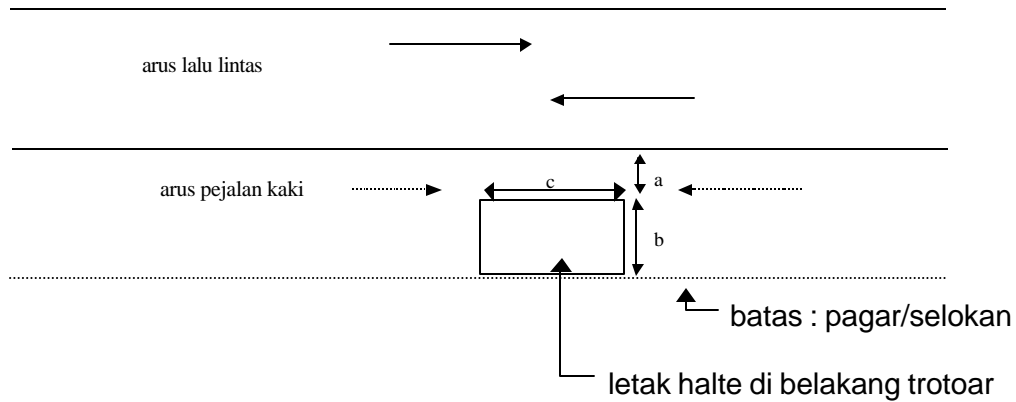 arus lalu lintas
arus pejalan kaki
c
a
b
batas : pagar/selokan
letak halte di belakang trotoar